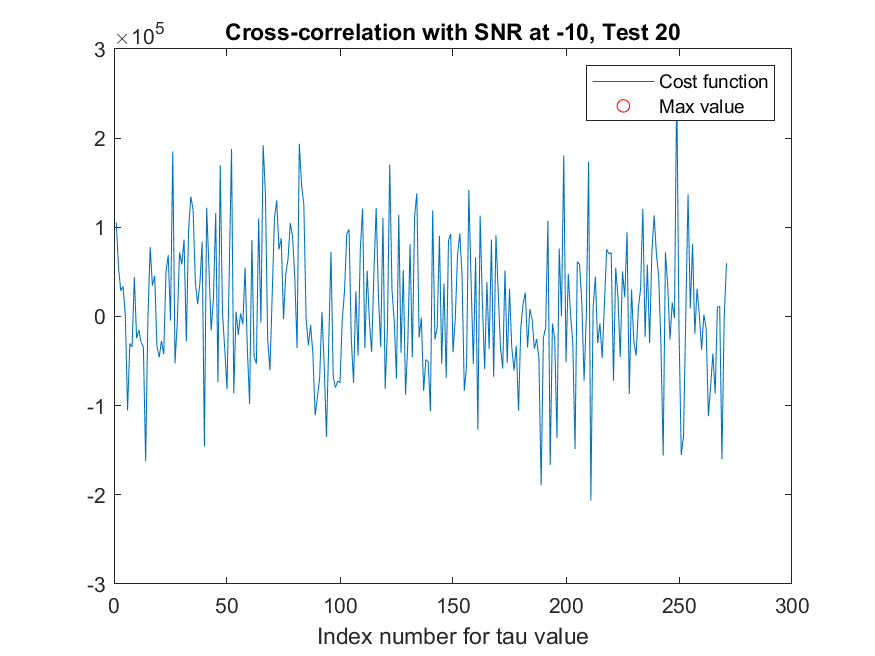 Cross-correlation with SNR at -10, Test 20
×10^5
3
2
1
0
-1
-2
-3
Cost function
Max value
0 50 100 150 200 250 300
Index number for tau value